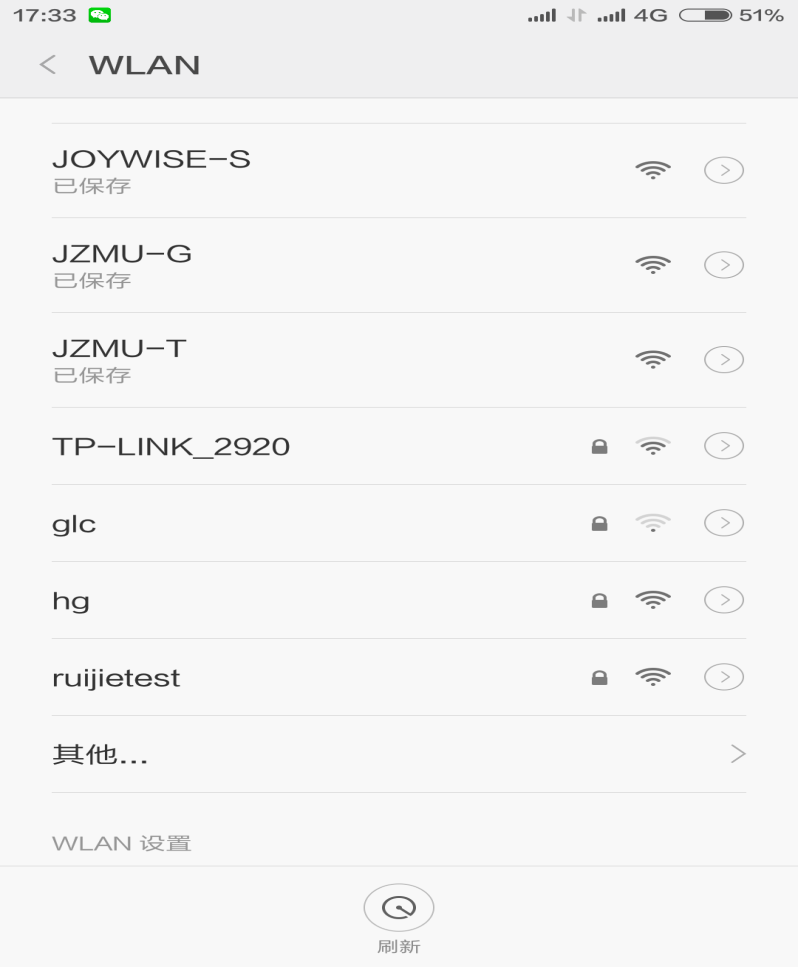 17:33 4G 51%
WLAN
JOYWISE-S
已保存
JZMU-G
已保存
JZMU-T
已保存
TP-LINK_2920
glc
hg
ruijietest
其他...
WLAN 设置
刷新